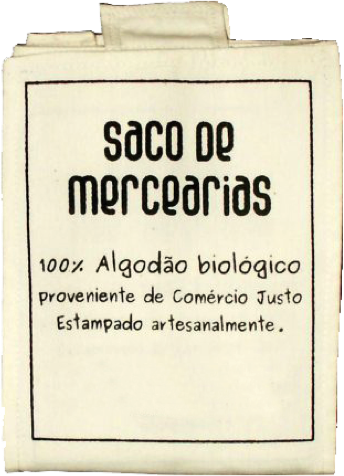 saco de
mercearias
100% Algodão biológico
proveniente de Comércio Justo
Estampado artesanalmente.